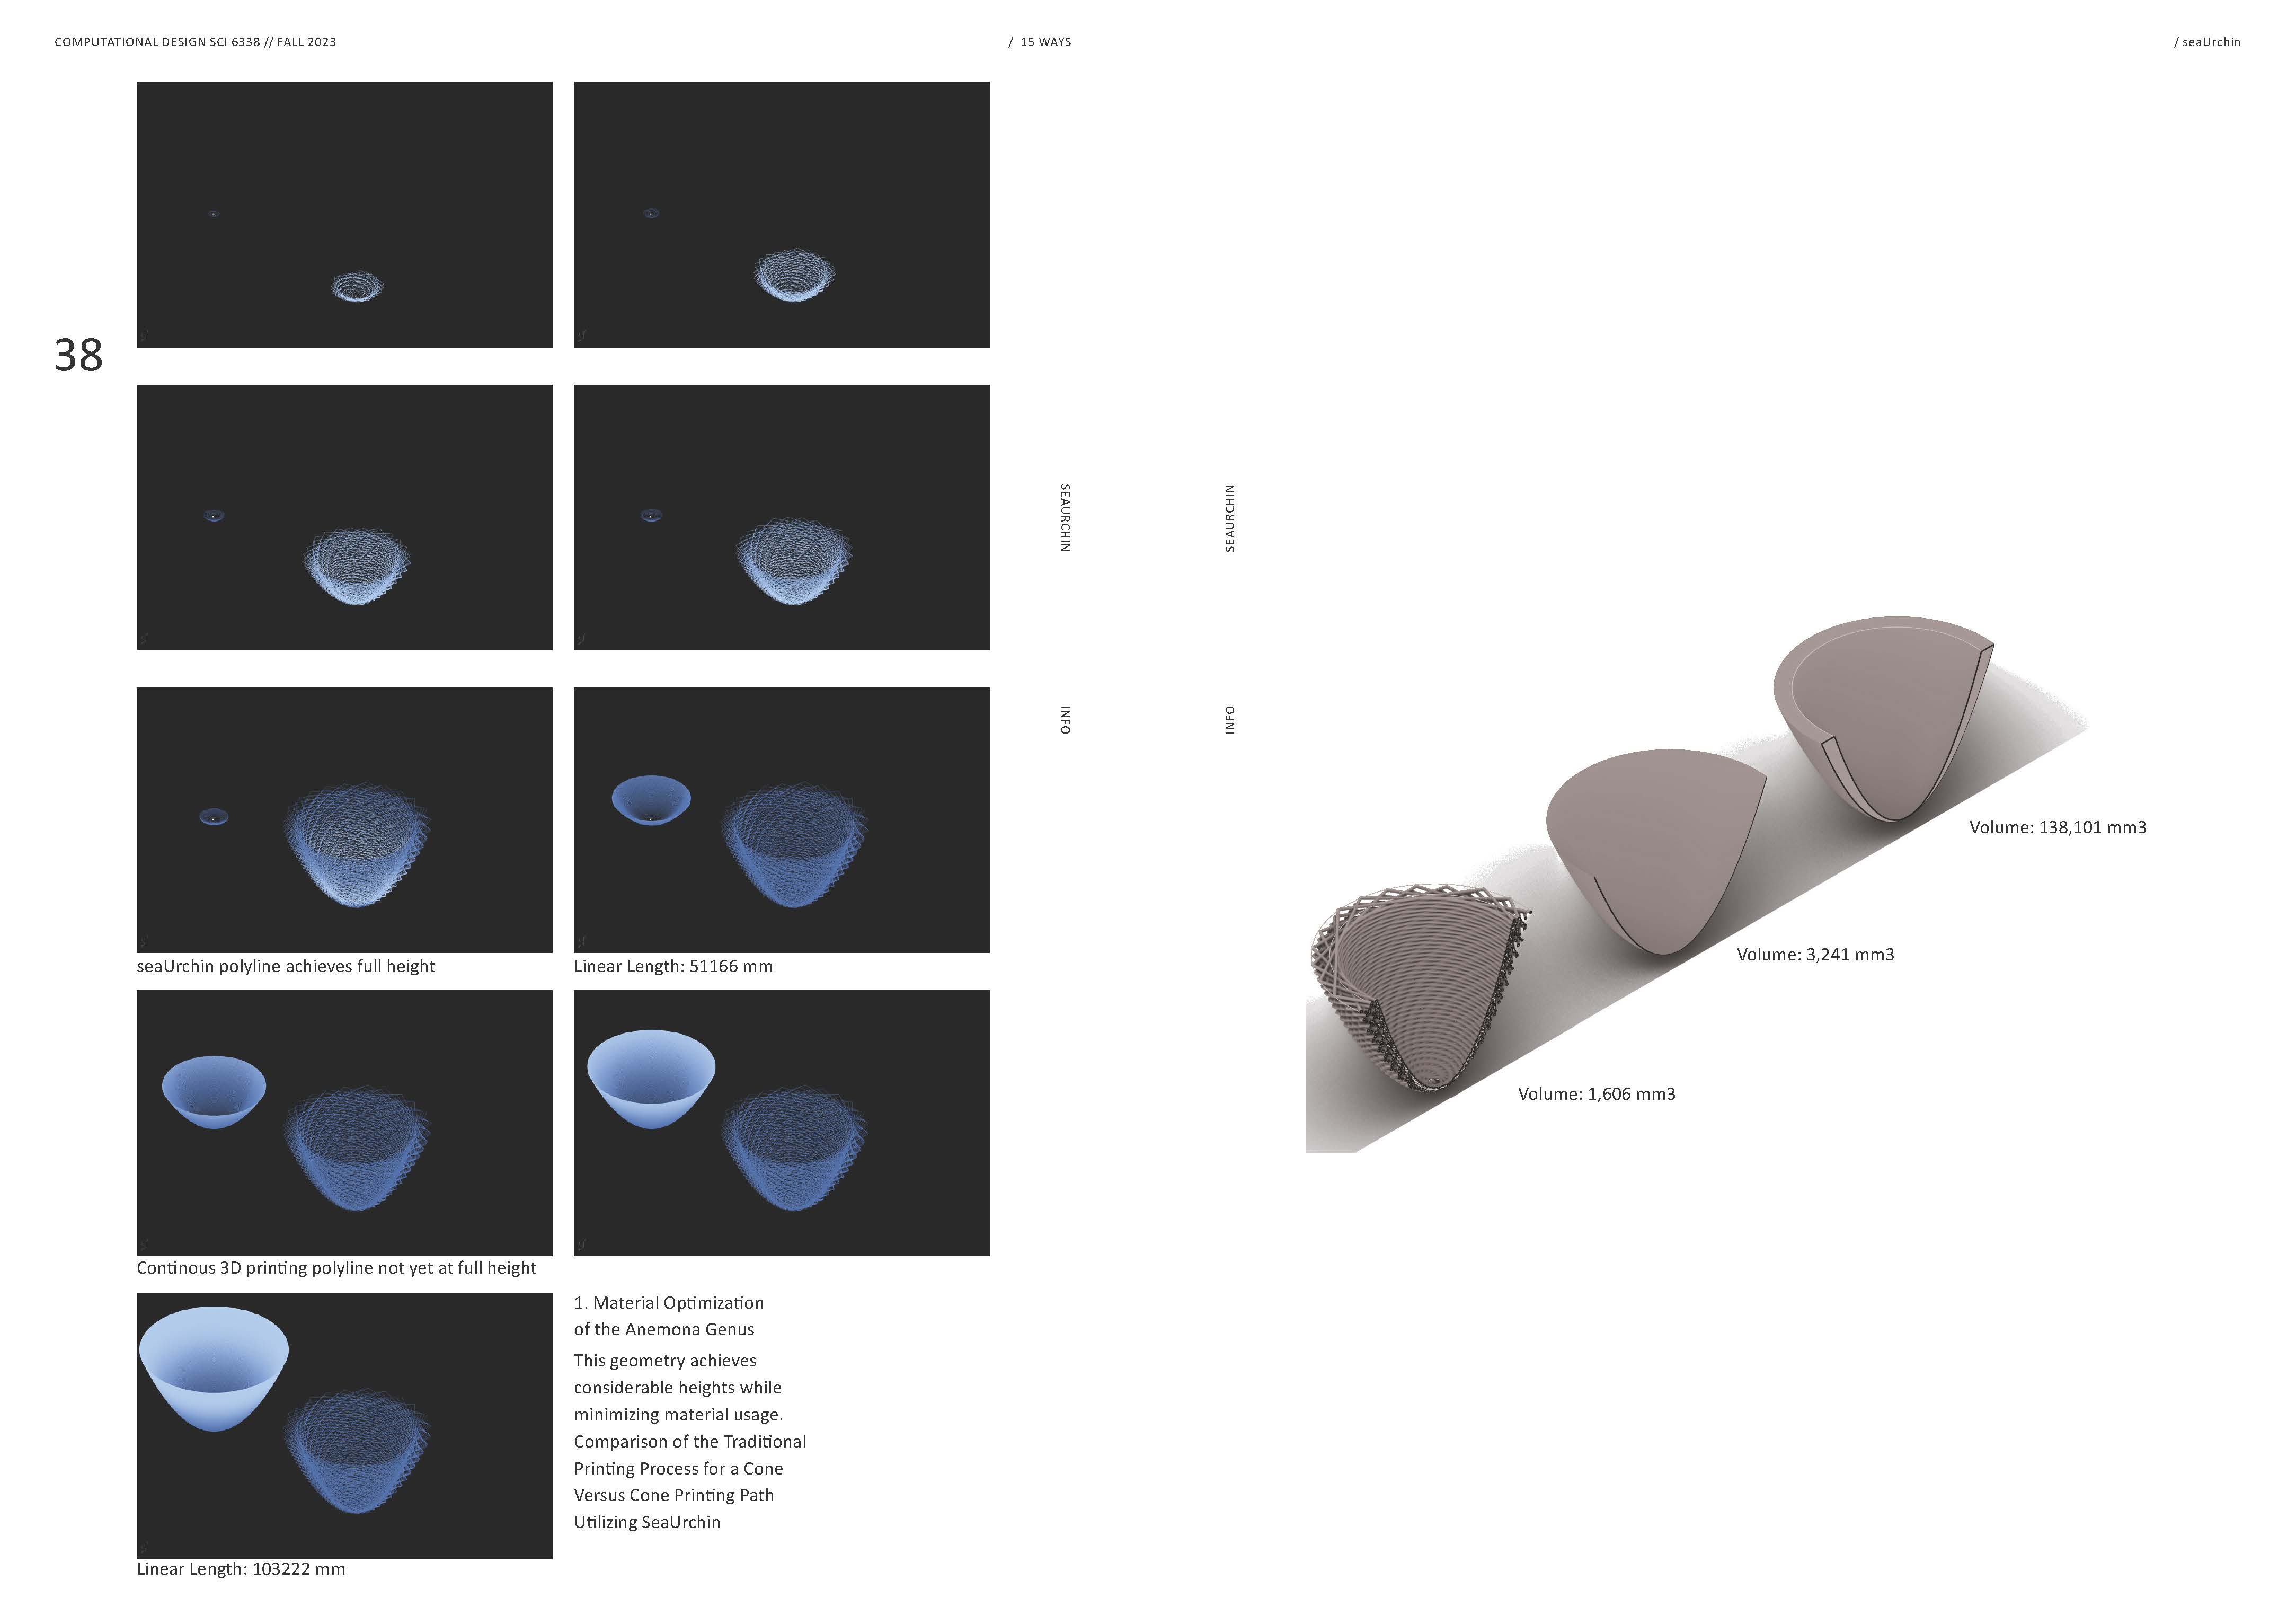 COMPUTATIONAL DESIGN SCI 6338 // FALL 2023
/ 15 WAYS
/ seaUrchin
38
SEAURCHIN
INFO
SEAURCHIN
INFO
seaUrchin polyline achieves full height
Linear Length: 51166 mm
Continous 3D printing polyline not yet at full height
1. Material Optimization
of the Anemona Genus
This geometry achieves
considerable heights while
minimizing material usage.
Comparison of the Traditional
Printing Process for a Cone
Versus Cone Printing Path
Utilizing SeaUrchin
Linear Length: 103222 mm
Volume: 138,101 mm3
Volume: 3,241 mm3
Volume: 1,606 mm3